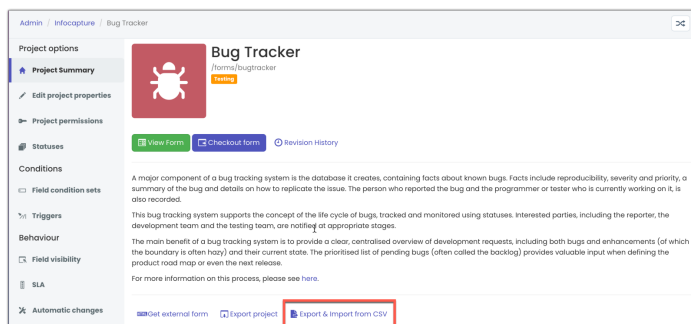 Admin / Infocapture / Bug Tracker
Project options
Project Summary
Edit project properties
Project permissions
Statuses
Conditions
Field condition sets
Triggers
Behaviour
Field visibility
SLA
Automatic changes
Bug Tracker
/forms/bugtracker
Testing
View Form
Checkout form
Revision History
A major component of a bug tracking system is the database it creates, containing facts about known bugs. Facts include reproducibility, severity and priority, a
summary of the bug and details on how to replicate the issue. The person who reported the bug and the programmer or tester who is currently working on it, is
also recorded.
This bug tracking system supports the concept of the life cycle of bugs, tracked and monitored using statuses. Interested parties, including the reporter, the
development team and the testing team, are notified at appropriate stages.
The main benefit of a bug tracking system is to provide a clear, centralised overview of development requests, including both bugs and enhancements (of which
the boundary is often hazy) and their current state. The prioritised list of pending bugs (often called the backlog) provides valuable input when defining the
product road map or even the next release.
For more information on this process, please see here.
Get external form
Export project
Export & Import from CSV